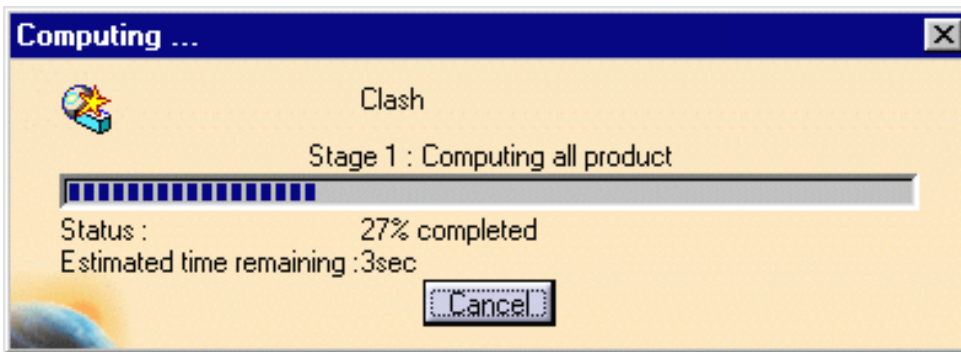 Computing ...
Clash
Stage 1 : Computing all product
Status : 27% completed
Estimated time remaining :3sec
Cancel